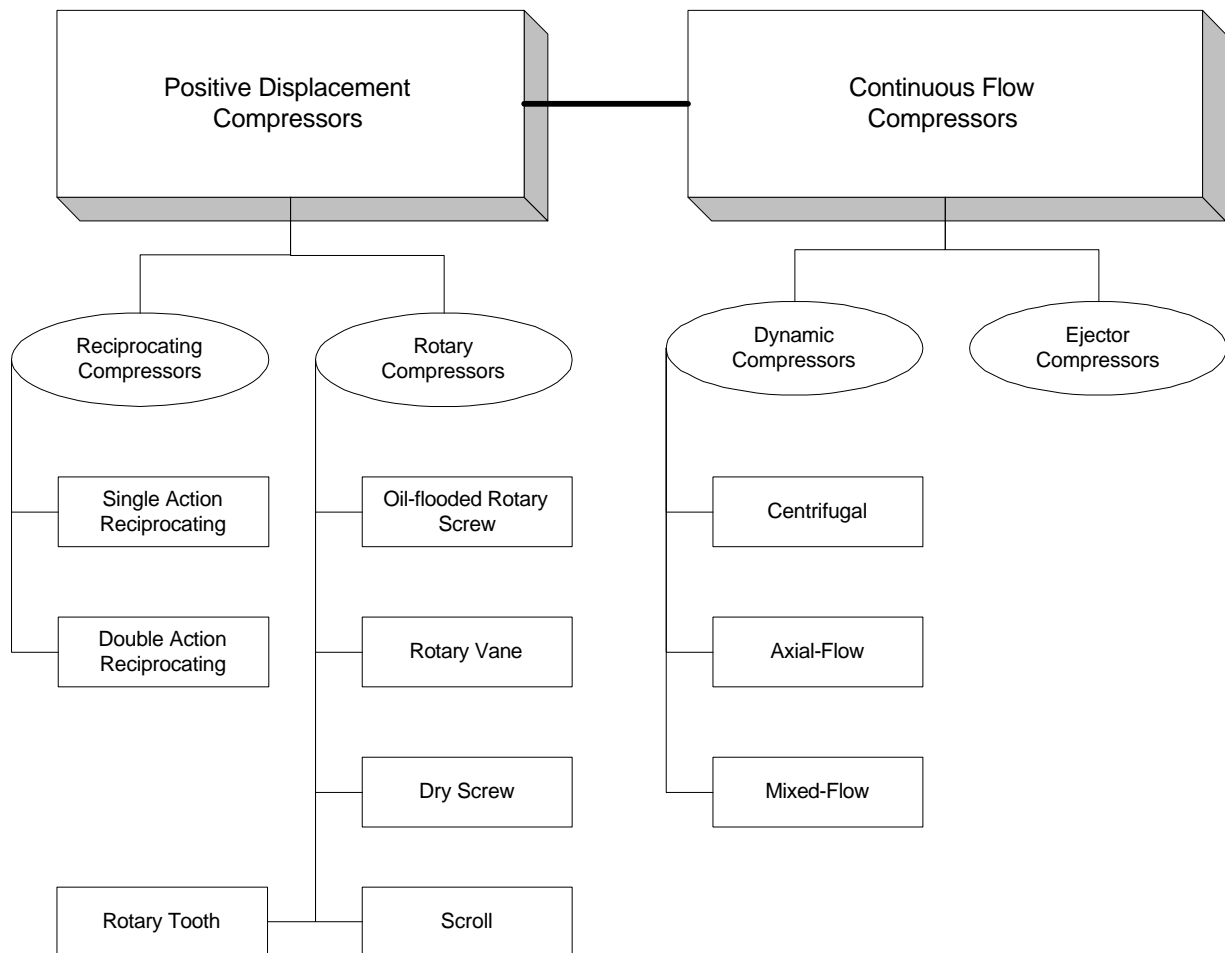 Positive Displacement
Compressors
Continuous Flow
Compressors
Reciprocating
Compressors
Rotary
Compressors
Dynamic
Compressors
Ejector
Compressors
Single Action
Reciprocating
Oil-flooded Rotary
Screw
Centrifugal
Double Action
Reciprocating
Rotary Vane
Axial-Flow
Dry Screw
Mixed-Flow
Rotary Tooth
Scroll